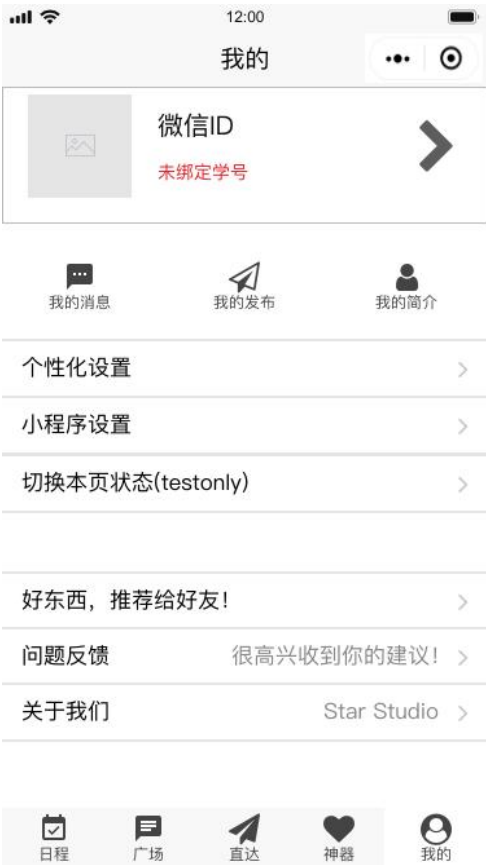 12:00
我的
微信ID
未绑定学号
我的消息 我的发布 我的简介
个性化设置
小程序设置
切换本页状态(testonly)
好东西，推荐给好友！
问题反馈 很高兴收到你的建议！
关于我们 Star Studio
日程 广场 直达 神器 我的